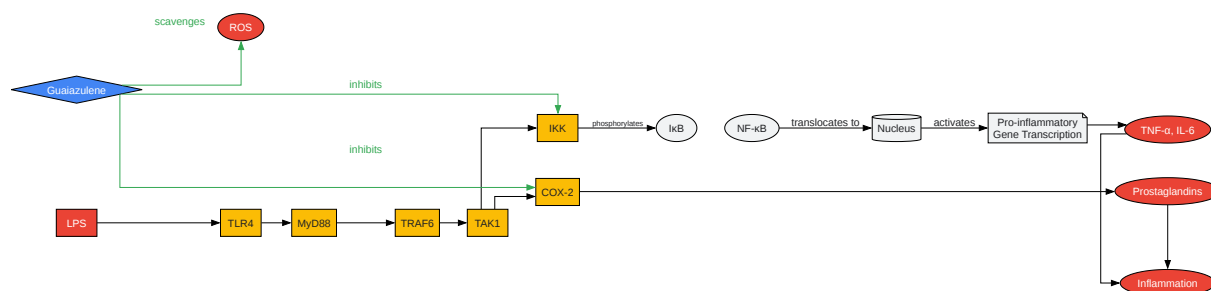 scavenges
ROS
Guaiazulene
inhibits
IKK
phosphorylates
IκB
NF-κB
translocates to
Nucleus
activates
Pro-inflammatory
Gene Transcription
TNF-α, IL-6
inhibits
COX-2
Prostaglandins
LPS
TLR4
MyD88
TRAF6
TAK1
Inflammation